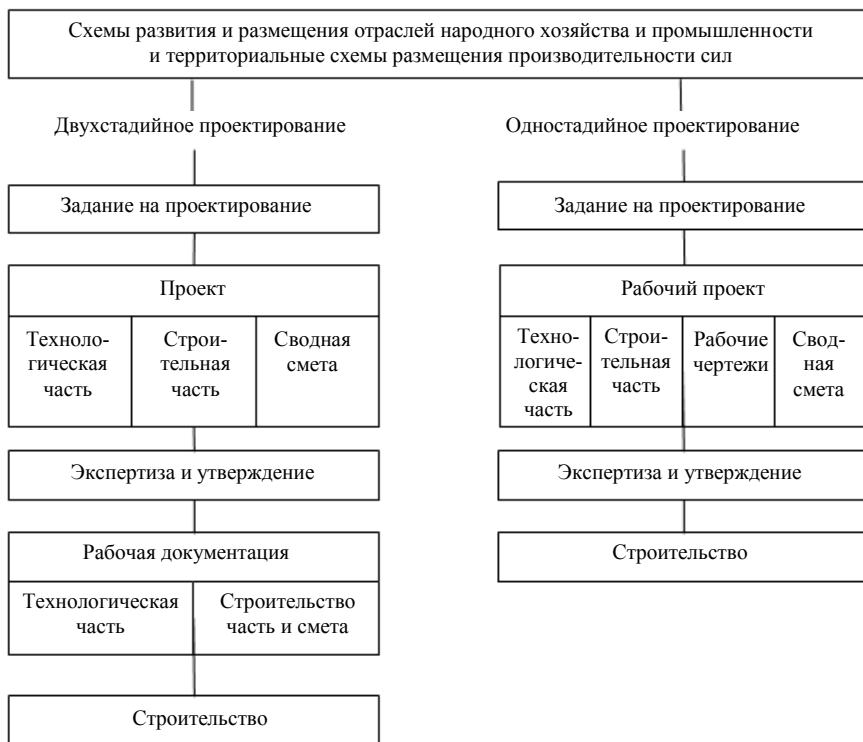 Схемы развития и размещения отраслей народного хозяйства и промышленности
и территориальные схемы размещения производительности сил
Двухстадийное проектирование
Задание на проектирование
Проект
Техноло-
гическая
часть
Строи-
тельная
часть
Сводная
смета
Экспертиза и утверждение
Рабочая документация
Технологическая
часть
Строительство
часть и смета
Строительство
Одностадийное проектирование
Задание на проектирование
Рабочий проект
Техно-
логиче-
ская
часть
Строи-
тельная
часть
Рабочие
чертежи
Свод-
ная
смета
Экспертиза и утверждение
Строительство